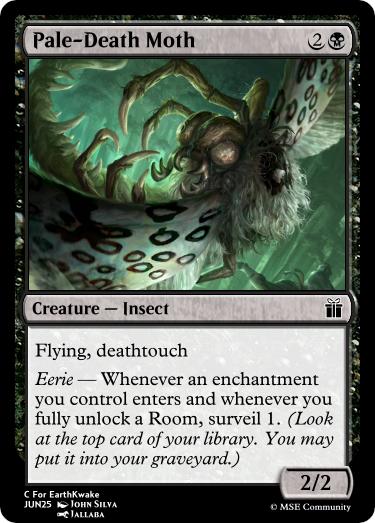 Pale-Death Moth 2
Creature — Insect
Flying, deathtouch
Eerie — Whenever an enchantment
you control enters and whenever you
fully unlock a Room, surveil 1. (Look
at the top card of your library. You may
put it into your graveyard.)
2/2
C For EarthKwake
JUN25 John Silva
Jallaba
© MSE Community